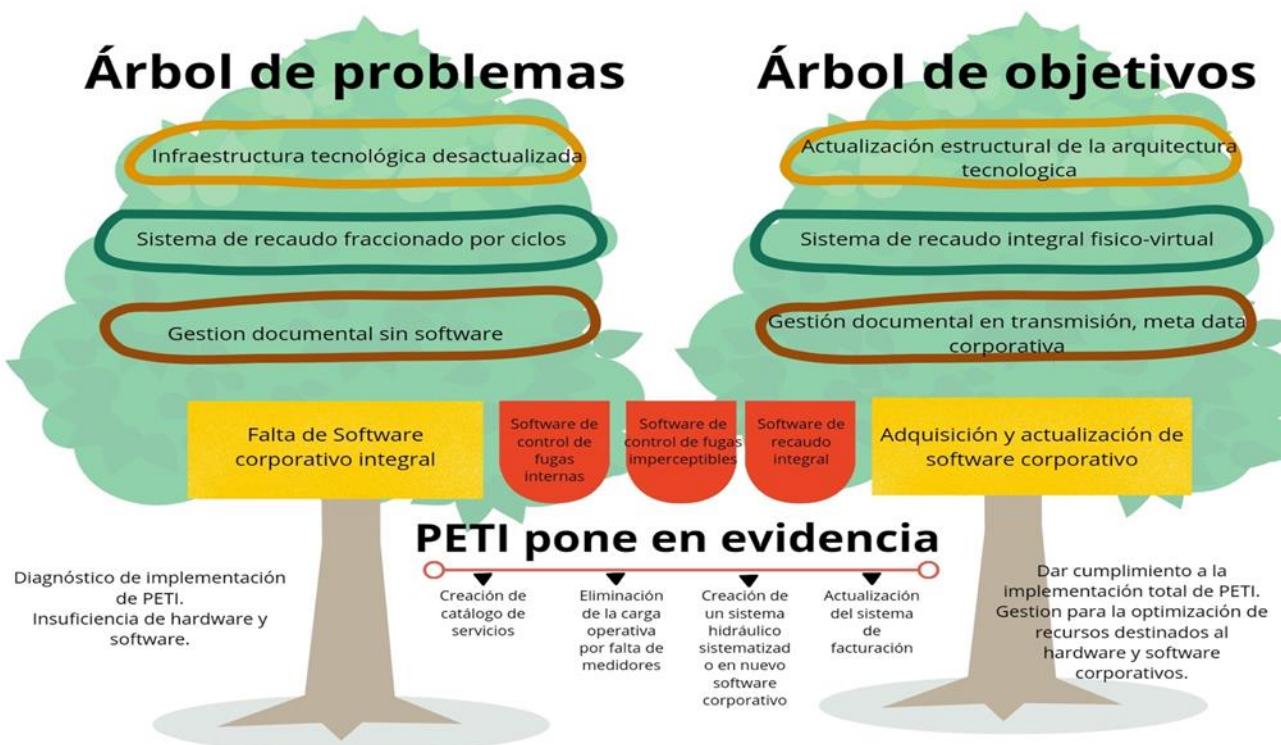 Árbol de problemas
Infraestructura tecnológica desactualizada
Sistema de recaudo fraccionado por ciclos
Gestion documental sin software
Falta de Software
corporativo integral
Diagnóstico de implementación
de PETI.
Insuficiencia de hardware y
software.
Software de
control de
fugas
internas
Software de
control de fugas
imperceptibles
Software de
recaudo
integral
PETI pone en evidencia
Creación de
catálogo de
servicios
Eliminación
de la carga
operativa
por falta de
medidores
Creación de
un sistema
hidráulico
sistematizad
o en nuevo
software
corporativo
Actualización
del sistema
de
facturación
Árbol de objetivos
Actualización estructural de la arquitectura
tecnologica
Sistema de recaudo integral fisico-virtual
Gestión documental en transmisión, meta data
corporativa
Adquisición y actualización de
software corporativo
Dar cumplimiento a la
implementación total de PETI.
Gestion para la optimización de
recursos destinados al
hardware y software
corporativos.